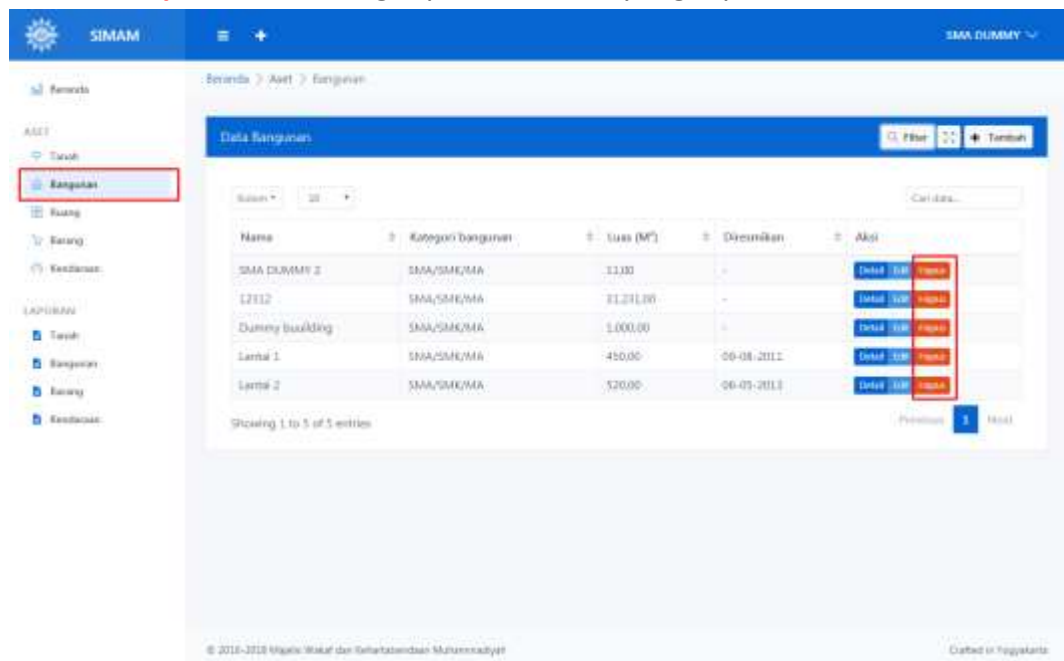 SIMAM
SMA DUMMY
Beranda
Beranda > Aset > Bangunan
ASET
Tanah
Bangunan
Ruang
Barang
Kendaraan
LAPORAN
Tanah
Bangunan
Barang
Kendaraan
Data Bangunan
Filter
Tambah
Kolom
10
Cari data...
Nama Kategori bangunan Luas (M²) Diresmikan Aksi
SMA DUMMY 2 SMA/SMK/MA 11,00 - Detail Edit Hapus
12312 SMA/SMK/MA 31.231,00 - Detail Edit Hapus
Dummy buuilding SMA/SMK/MA 1.000,00 - Detail Edit Hapus
Lantai 1 SMA/SMK/MA 450,00 Detail Edit Hapus
Lantai 2 SMA/SMK/MA 520,00 Detail Edit Hapus
Showing 1 to 5 of 5 entries
Previous 1 Next
© 2016-2018 Majelis Wakaf dan Kehartabendaan Muhammadiyah
Crafted in Yogyakarta